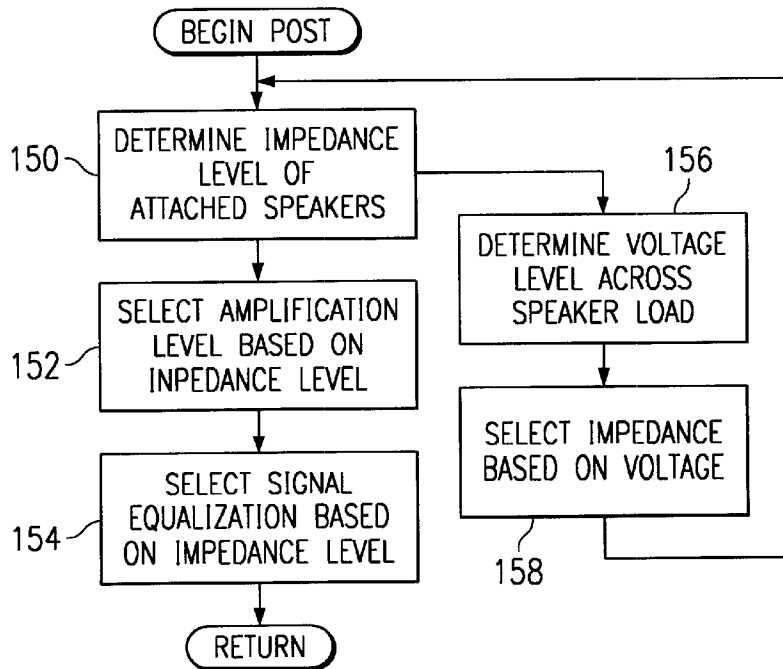 BEGIN POST
150
DETERMINE IMPEDANCE
LEVEL OF
ATTACHED SPEAKERS
152
SELECT AMPLIFICATION
LEVEL BASED ON
INPEDANCE LEVEL
154
SELECT SIGNAL
EQUALIZATION BASED
ON IMPEDANCE LEVEL
RETURN
156
DETERMINE VOLTAGE
LEVEL ACROSS
SPEAKER LOAD
SELECT IMPEDANCE
BASED ON VOLTAGE
158